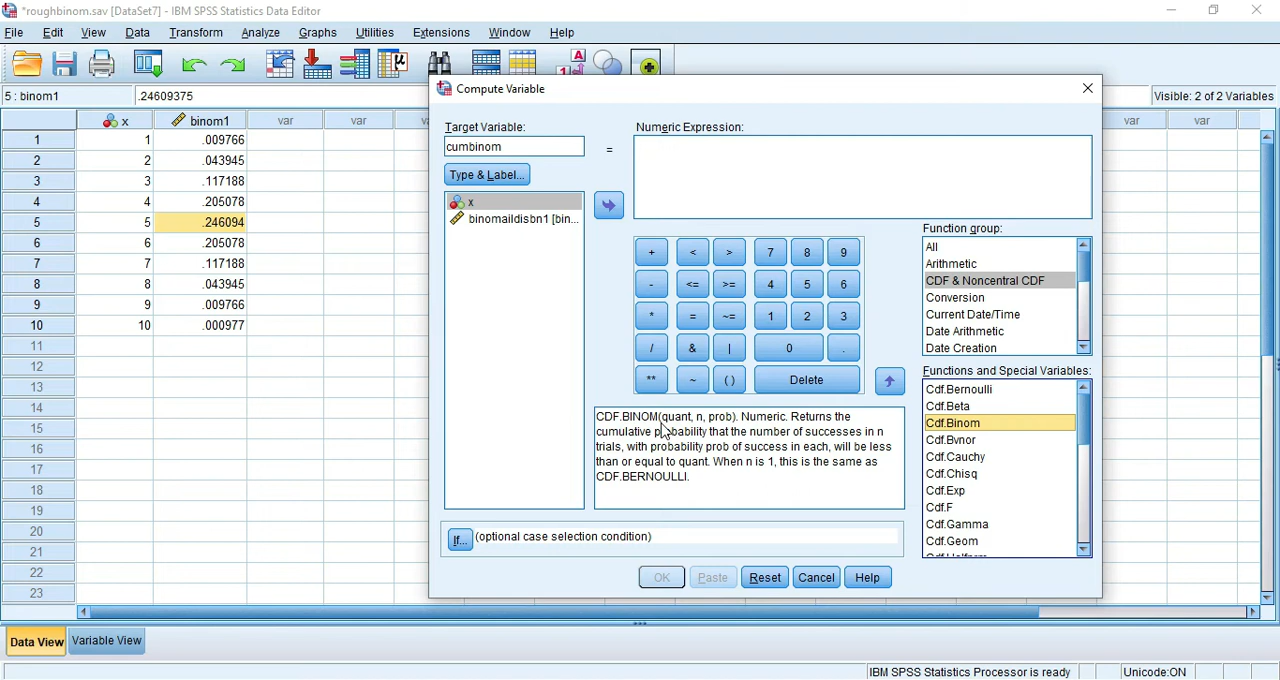 *roughbinom.sav [DataSet7] - IBM SPSS Statistics Data Editor
File Edit View Data Transform Analyze Graphs Utilities Extensions Window Help
5 : binom1 .24609375
Visible: 2 of 2 Variables
x binom1 var var var var
1 1 .009766
2 2 .043945
3 3 .117188
4 4 .205078
5 5 .246094
6 6 .205078
7 7 .117188
8 8 .043945
9 9 .009766
10 10 .000977
11
12
13
14
15
16
17
18
19
20
21
22
23
Compute Variable
Target Variable:
cumbinom
=
Numeric Expression:
Type & Label...
x
binomaildisbn1 [bin...
+ < > 7 8 9
- <= >= 4 5 6
* = ~= 1 2 3
/ & | 0 .
** ~ ( ) Delete
Function group:
All
Arithmetic
CDF & Noncentral CDF
Conversion
Current Date/Time
Date Arithmetic
Date Creation
Functions and Special Variables:
Cdf.Bernoulli
Cdf.Beta
Cdf.Binom
Cdf.Bvnor
Cdf.Cauchy
Cdf.Chisq
Cdf.Exp
Cdf.F
Cdf.Gamma
Cdf.Geom
CDF.BINOM(quant, n, prob). Numeric. Returns the
cumulative probability that the number of successes in n
trials, with probability prob of success in each, will be less
than or equal to quant. When n is 1, this is the same as
CDF.BERNOULLI.
If... (optional case selection condition)
OK Paste Reset Cancel Help
Data View Variable View
IBM SPSS Statistics Processor is ready Unicode:ON